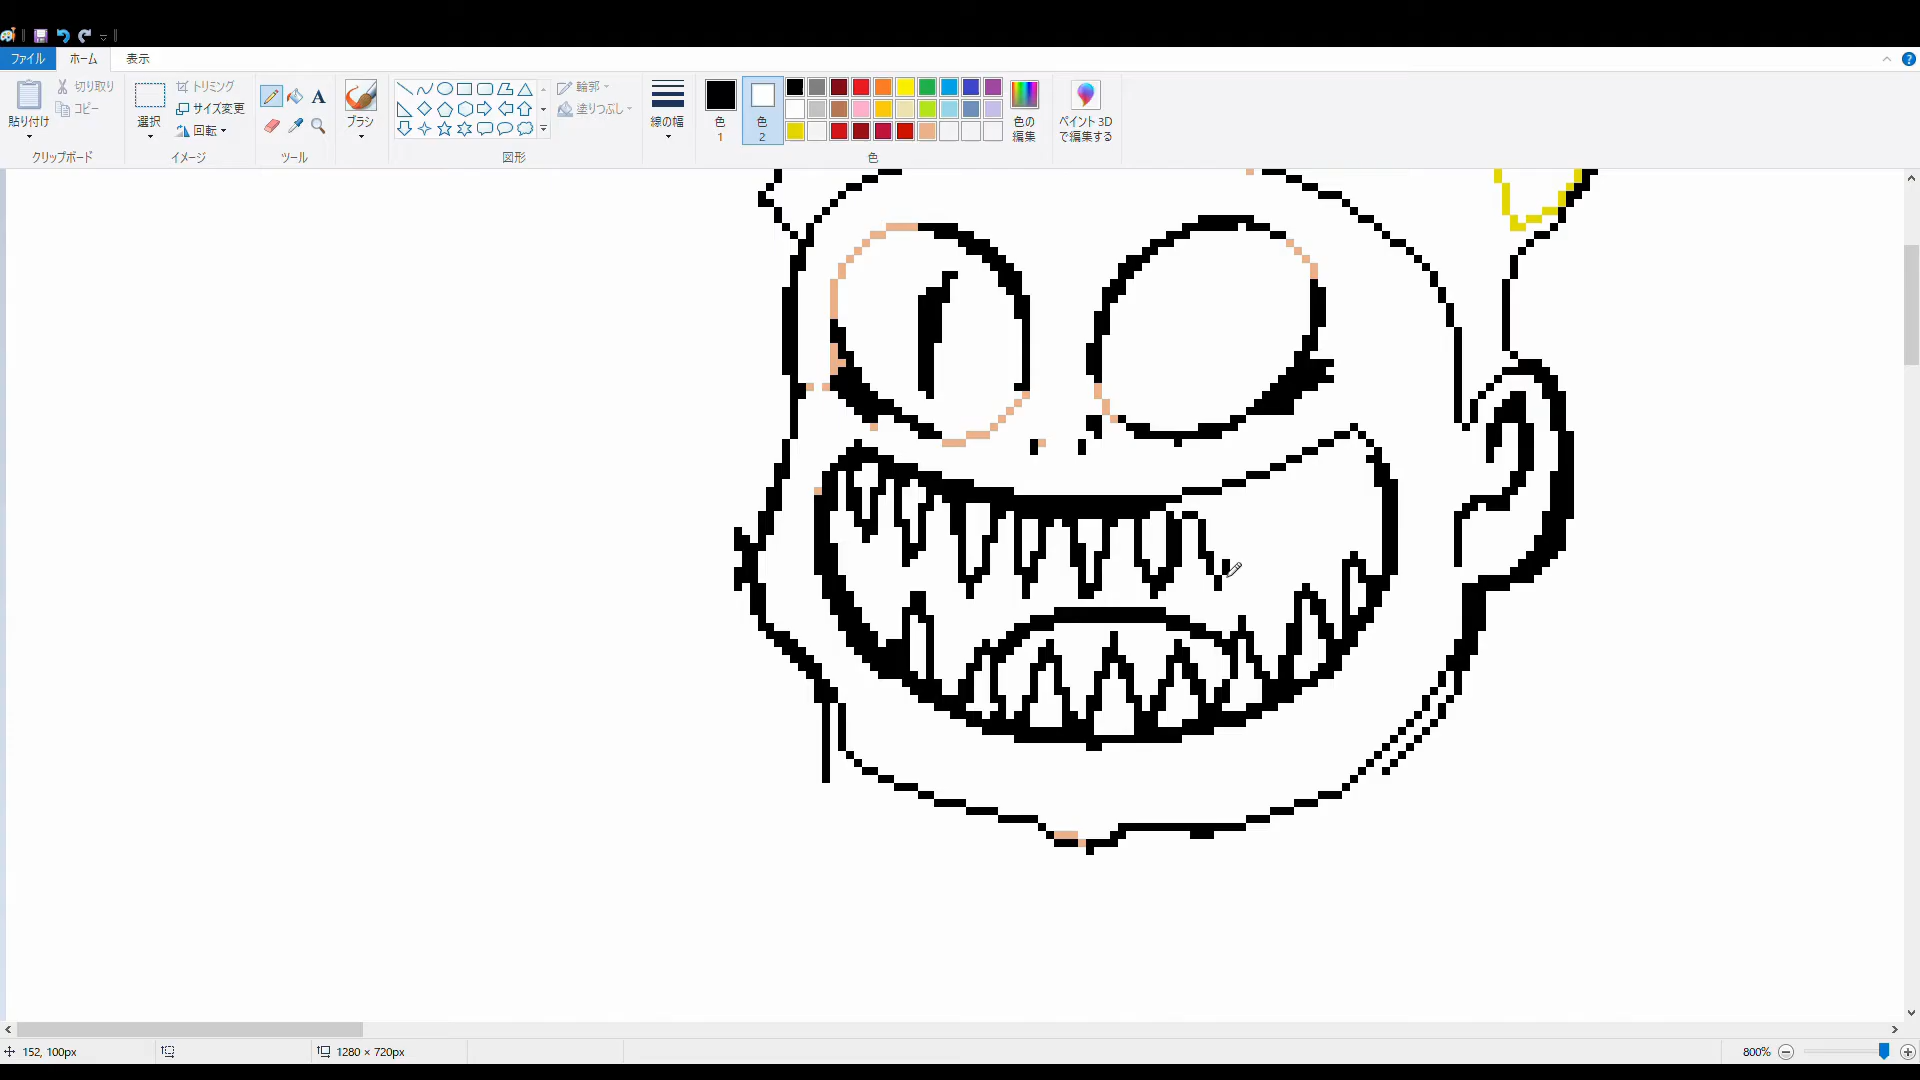 ファイル ホーム 表示
貼り付け 切り取り コピー
クリップボード
選択 トリミング サイズ変更 回転
イメージ
A
ツール
ブラシ
輪郭 塗りつぶし
図形
線の幅
色 1
色 2
色の 編集
色
ペイント 3D で編集する
152, 100px
1280 × 720px
800%